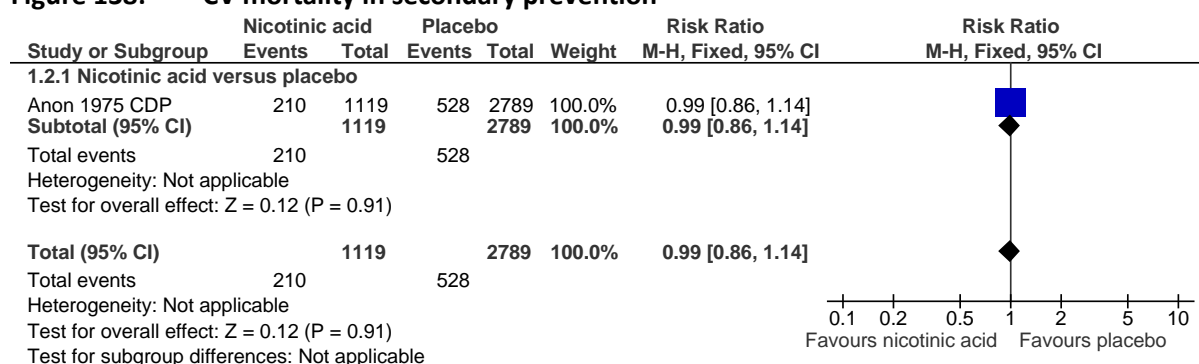 Figure 138: CV mortality in secondary prevention
Nicotinic acid Placebo Risk Ratio Risk Ratio
Study or Subgroup Events Total Events Total Weight M-H, Fixed, 95% CI M-H, Fixed, 95% CI
1.2.1 Nicotinic acid versus placebo
Anon 1975 CDP 210 1119 528 2789 100.0% 0.99 [0.86, 1.14]
Subtotal (95% CI) 1119 2789 100.0% 0.99 [0.86, 1.14]
Total events 210 528
Heterogeneity: Not applicable
Test for overall effect: Z = 0.12 (P = 0.91)
Total (95% CI) 1119 2789 100.0% 0.99 [0.86, 1.14]
Total events 210 528
Heterogeneity: Not applicable
Test for overall effect: Z = 0.12 (P = 0.91)
Test for subgroup differences: Not applicable
0.1 0.2 0.5 1 2 5 10
Favours nicotinic acid Favours placebo